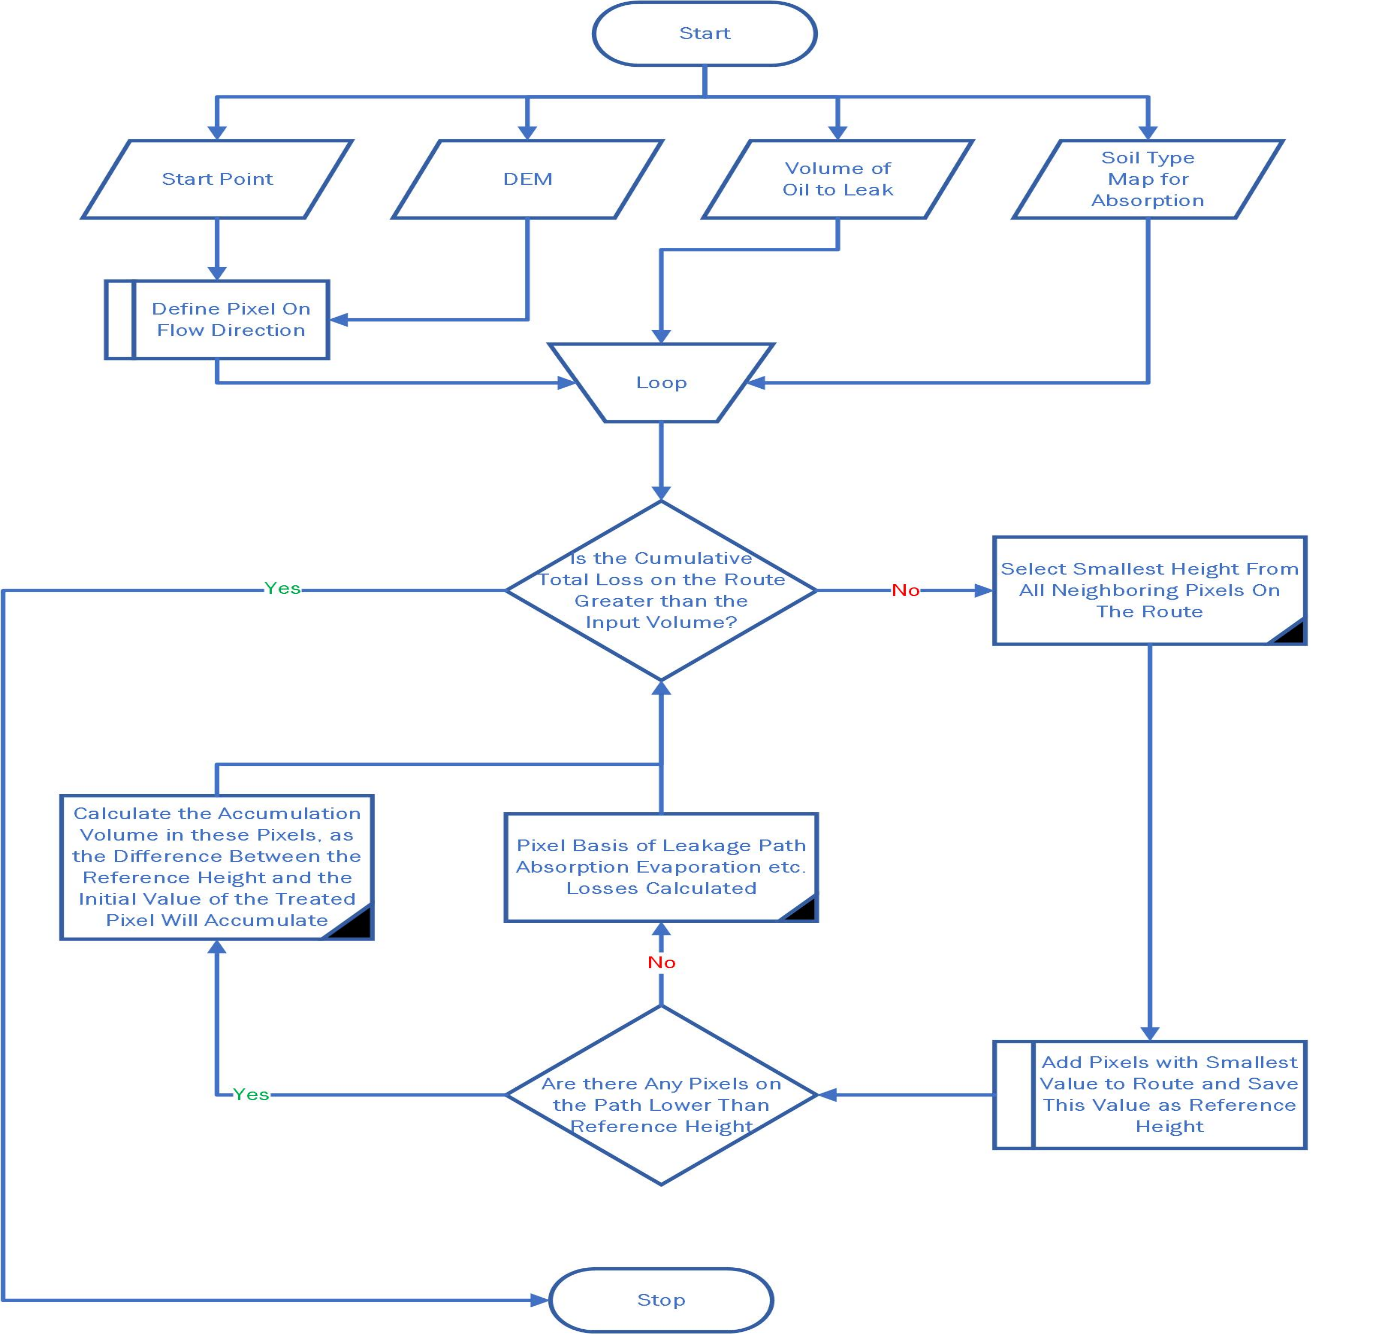 Start
Start Point
DEM
Volume of
Oil to Leak
Soil Type
Map for
Absorption
Define Pixel On
Flow Direction
Loop
Is the Cumulative
Total Loss on the Route
Greater than the
Input Volume?
Yes
No
Select Smallest Height From
All Neighboring Pixels On
The Route
Calculate the Accumulation
Volume in these Pixels, as
the Difference Between the
Reference Height and the
Initial Value of the Treated
Pixel Will Accumulate
Pixel Basis of Leakage Path
Absorption Evaporation etc.
Losses Calculated
No
Are there Any Pixels on
the Path Lower Than
Reference Height
Yes
Add Pixels with Smallest
Value to Route and Save
This Value as Reference
Height
Stop